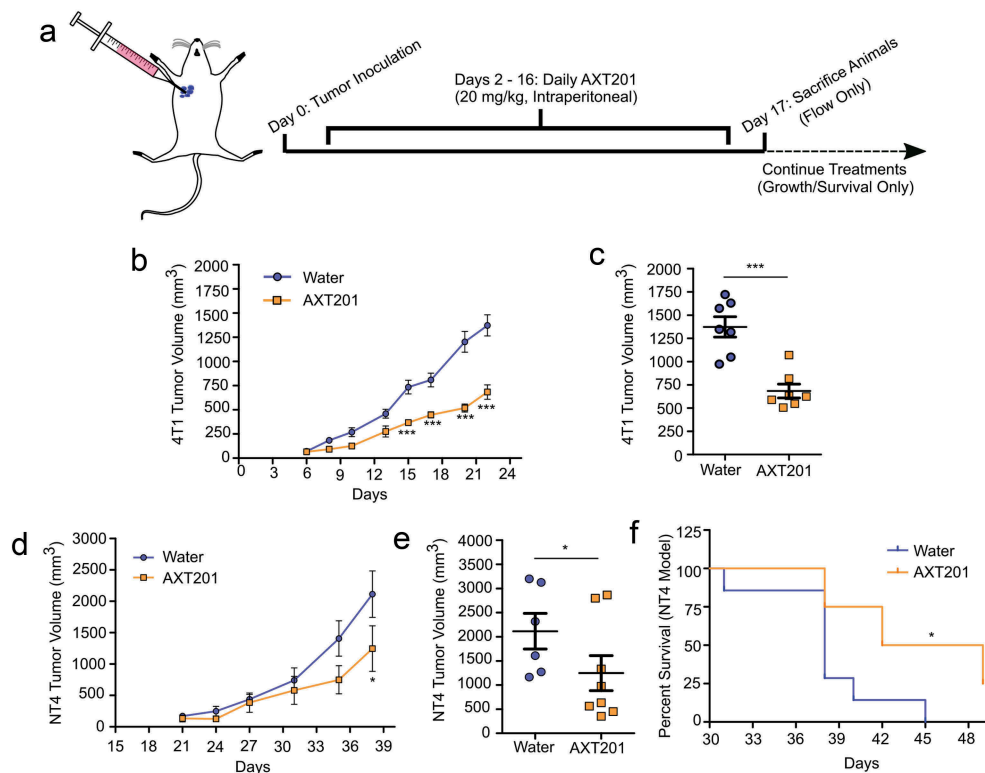 a
Day 0: Tumor Inoculation
Days 2 - 16: Daily AXT201
(20 mg/kg, Intraperitoneal)
Day 17: Sacrifice Animals
(Flow Only)
Continue Treatments
(Growth/Survival Only)
b
4T1 Tumor Volume (mm³)
2000
1750
1500
1250
1000
750
500
250
0
Water
AXT201
***
***
***
***
0 3 6 9 12 15 18 21 24
Days
c
4T1 Tumor Volume (mm³)
2000
1750
1500
1250
1000
750
500
250
0
***
Water AXT201
d
NT4 Tumor Volume (mm³)
3000
2500
2000
1500
1000
500
0
Water
AXT201
*
15 18 21 24 27 30 33 36 39
Days
e
NT4 Tumor Volume (mm³)
4000
3500
3000
2500
2000
1500
1000
500
0
*
Water AXT201
f
Percent Survival (NT4 Model)
125
100
75
50
25
0
Water
AXT201
*
30 33 36 39 42 45 48
Days